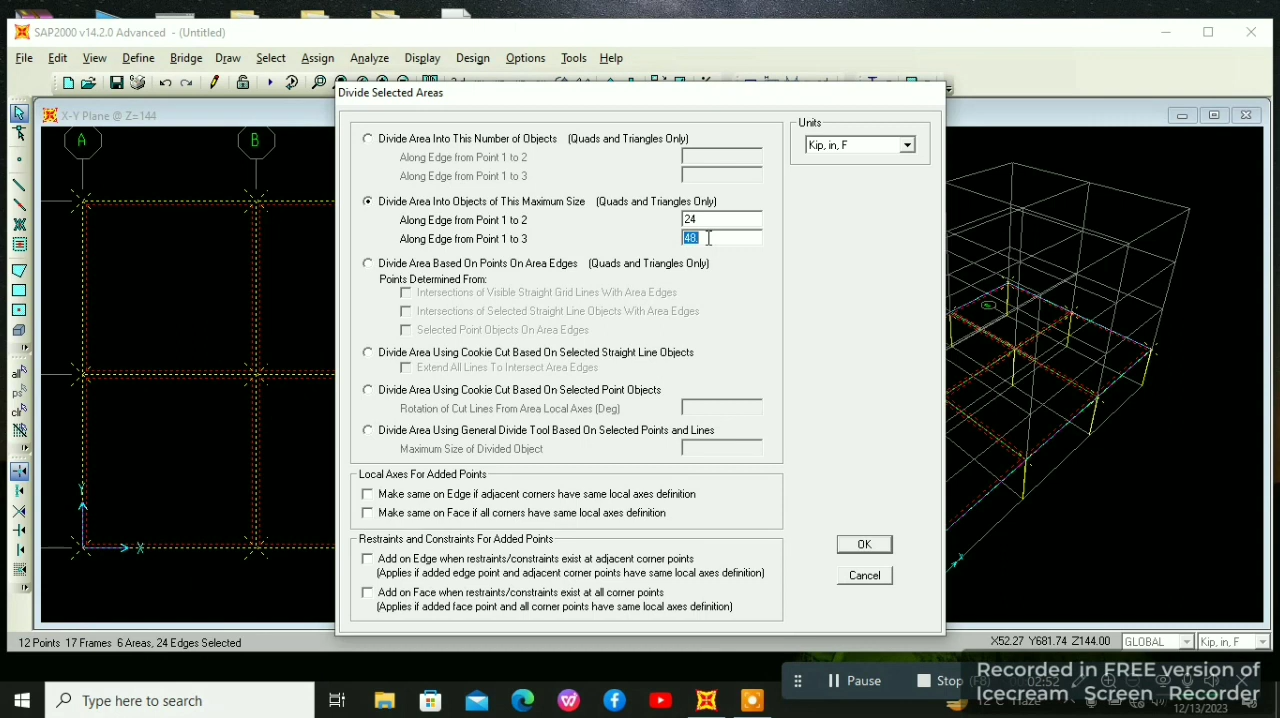 SAP2000 v14.2.0 Advanced - (Untitled)
File Edit View Define Bridge Draw Select Assign Analyze Display Design Options Tools Help
X-Y Plane @ Z=144
A
B
Y
X
Divide Selected Areas
Divide Area Into This Number of Objects (Quads and Triangles Only)
Along Edge from Point 1 to 2
Along Edge from Point 1 to 3
Divide Area Into Objects of This Maximum Size (Quads and Triangles Only)
Along Edge from Point 1 to 2 24
Along Edge from Point 1 to 3 48.
Divide Area Based On Points On Area Edges (Quads and Triangles Only)
Points Determined From:
Intersections of Visible Straight Grid Lines With Area Edges
Intersections of Selected Straight Line Objects With Area Edges
Selected Point Objects On Area Edges
Divide Area Using Cookie Cut Based On Selected Straight Line Objects
Extend All Lines To Intersect Area Edges
Divide Area Using Cookie Cut Based On Selected Point Objects
Rotation of Cut Lines From Area Local Axes (Deg)
Divide Area Using General Divide Tool Based On Selected Points and Lines
Maximum Size of Divided Object
Local Axes For Added Points
Make same on Edge if adjacent corners have same local axes definition
Make same on Face if all corners have same local axes definition
Restraints and Constraints For Added Points
Add on Edge when restraints/constraints exist at adjacent corner points
(Applies if added edge point and adjacent corner points have same local axes definition)
Add on Face when restraints/constraints exist at all corner points
(Applies if added face point and all corner points have same local axes definition)
Units
Kip, in, F
OK
Cancel
X
all
ps
clr
12 Points 17 Frames 6 Areas, 24 Edges Selected
X52.27 Y681.74 Z144.00 GLOBAL Kip, in, F
Pause Stop (F8) 00:02:52
Recorded in FREE version of
Icecream Screen Recorder
Type here to search
12°C Haze
12/13/2023